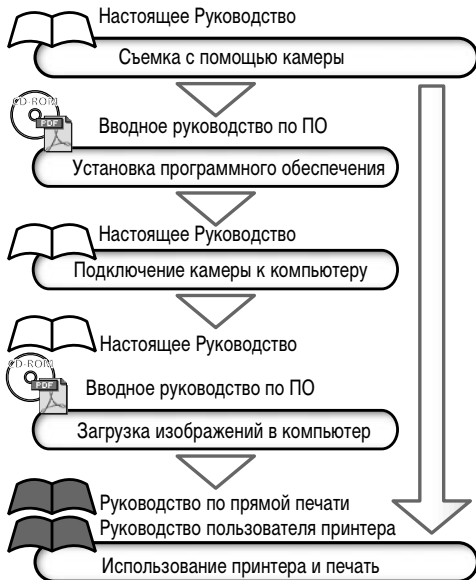 Настоящее Руководство
Съемка с помощью камеры
CD-ROM
PDF
Вводное руководство по ПО
Установка программного обеспечения
Настоящее Руководство
Подключение камеры к компьютеру
Настоящее Руководство
CD-ROM
PDF
Вводное руководство по ПО
Загрузка изображений в компьютер
Руководство по прямой печати
Руководство пользователя принтера
Использование принтера и печать